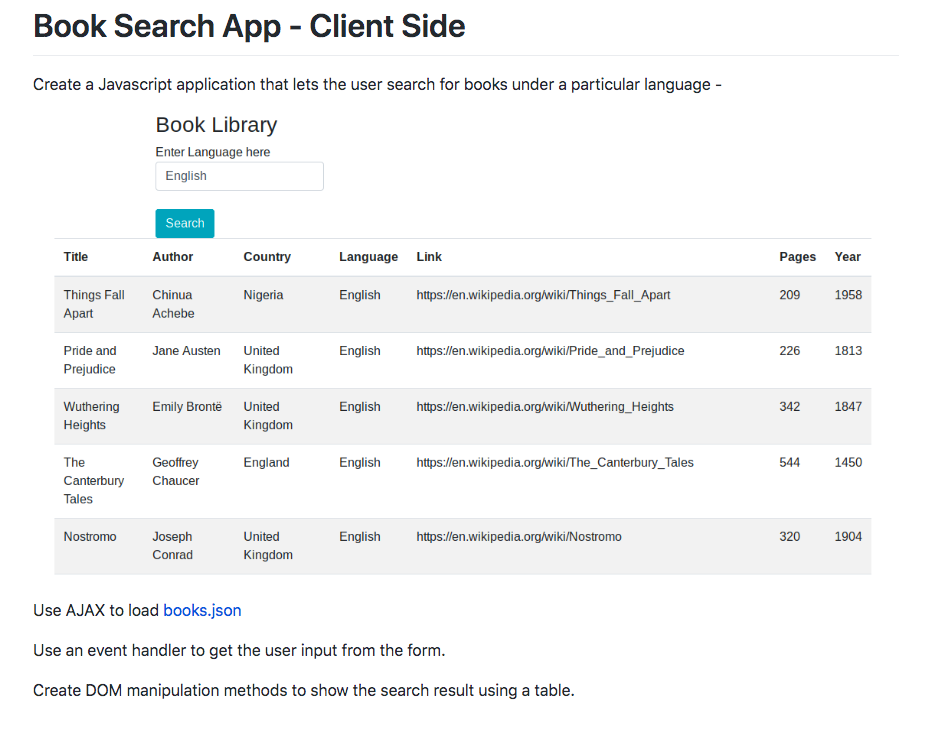 Book Search App - Client Side
Create a Javascript application that lets the user search for books under a particular language -
Book Library
Enter Language here
English
Search
Title Author Country Language Link Pages Year
Things Fall Chinua Nigeria English https://en.wikipedia.org/wiki/Things_Fall_Apart 209 1958
Apart Achebe
Pride and Jane Austen United English https://en.wikipedia.org/wiki/Pride_and_Prejudice 226 1813
Prejudice Kingdom
Wuthering Emily Brontë United English https://en.wikipedia.org/wiki/Wuthering_Heights 342 1847
Heights Kingdom
The Geoffrey England English https://en.wikipedia.org/wiki/The_Canterbury_Tales 544 1450
Canterbury Chaucer
Tales
Nostromo Joseph United English https://en.wikipedia.org/wiki/Nostromo 320 1904
Conrad Kingdom
Use AJAX to load books.json
Use an event handler to get the user input from the form.
Create DOM manipulation methods to show the search result using a table.